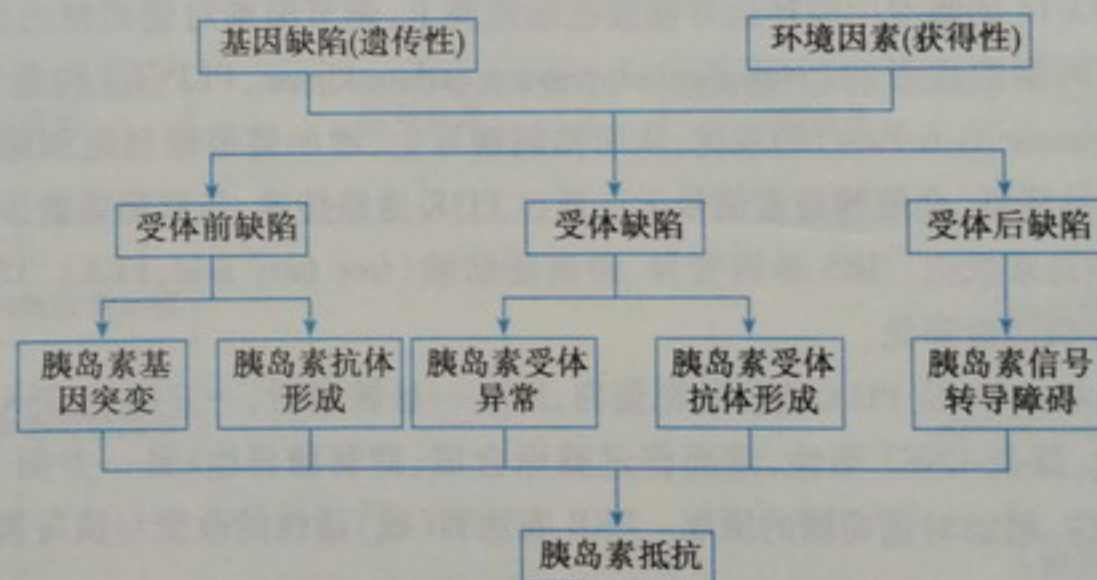 基因缺陷(遗传性)
环境因素(获得性)
受体前缺陷
受体缺陷
受体后缺陷
胰岛素基
因突变
胰岛素抗体
形成
胰岛素受体
异常
胰岛素受体
抗体形成
胰岛素信号
转导障碍
胰岛素抵抗